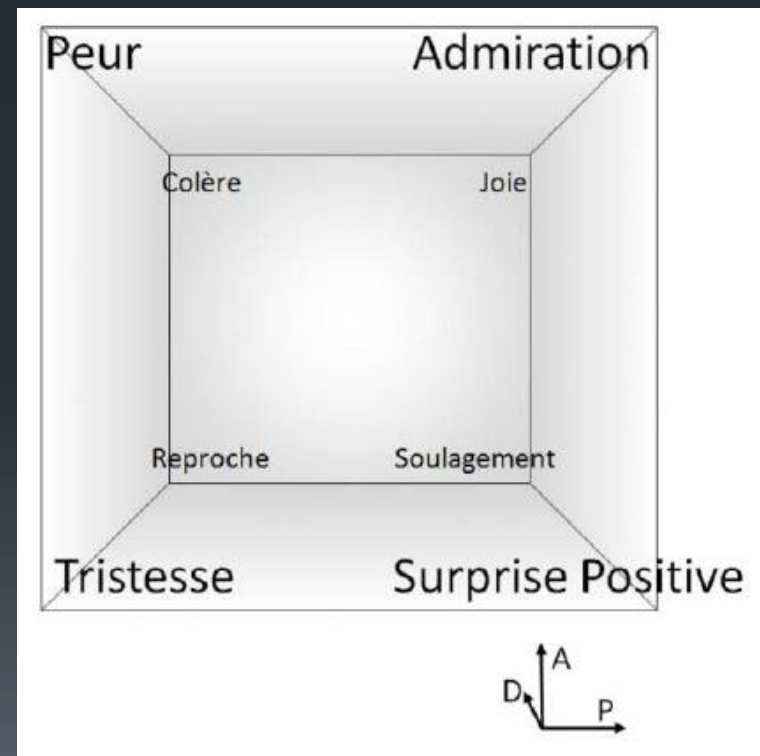 Peur Admiration
Colère Joie
Reproche Soulagement
Tristesse Surprise Positive
A
D
P